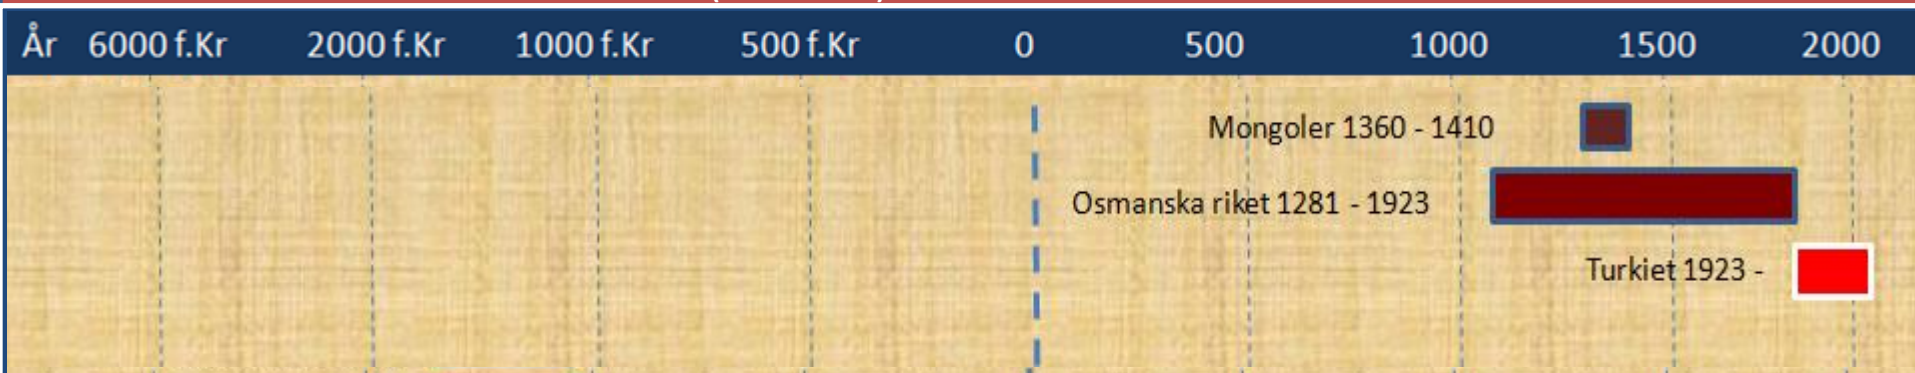 År 6000 f.Kr 2000 f.Kr 1000 f.Kr 500 f.Kr 0 500 1000 1500 2000
Mongoler 1360 - 1410
Osmanska riket 1281 - 1923
Turkiet 1923 -